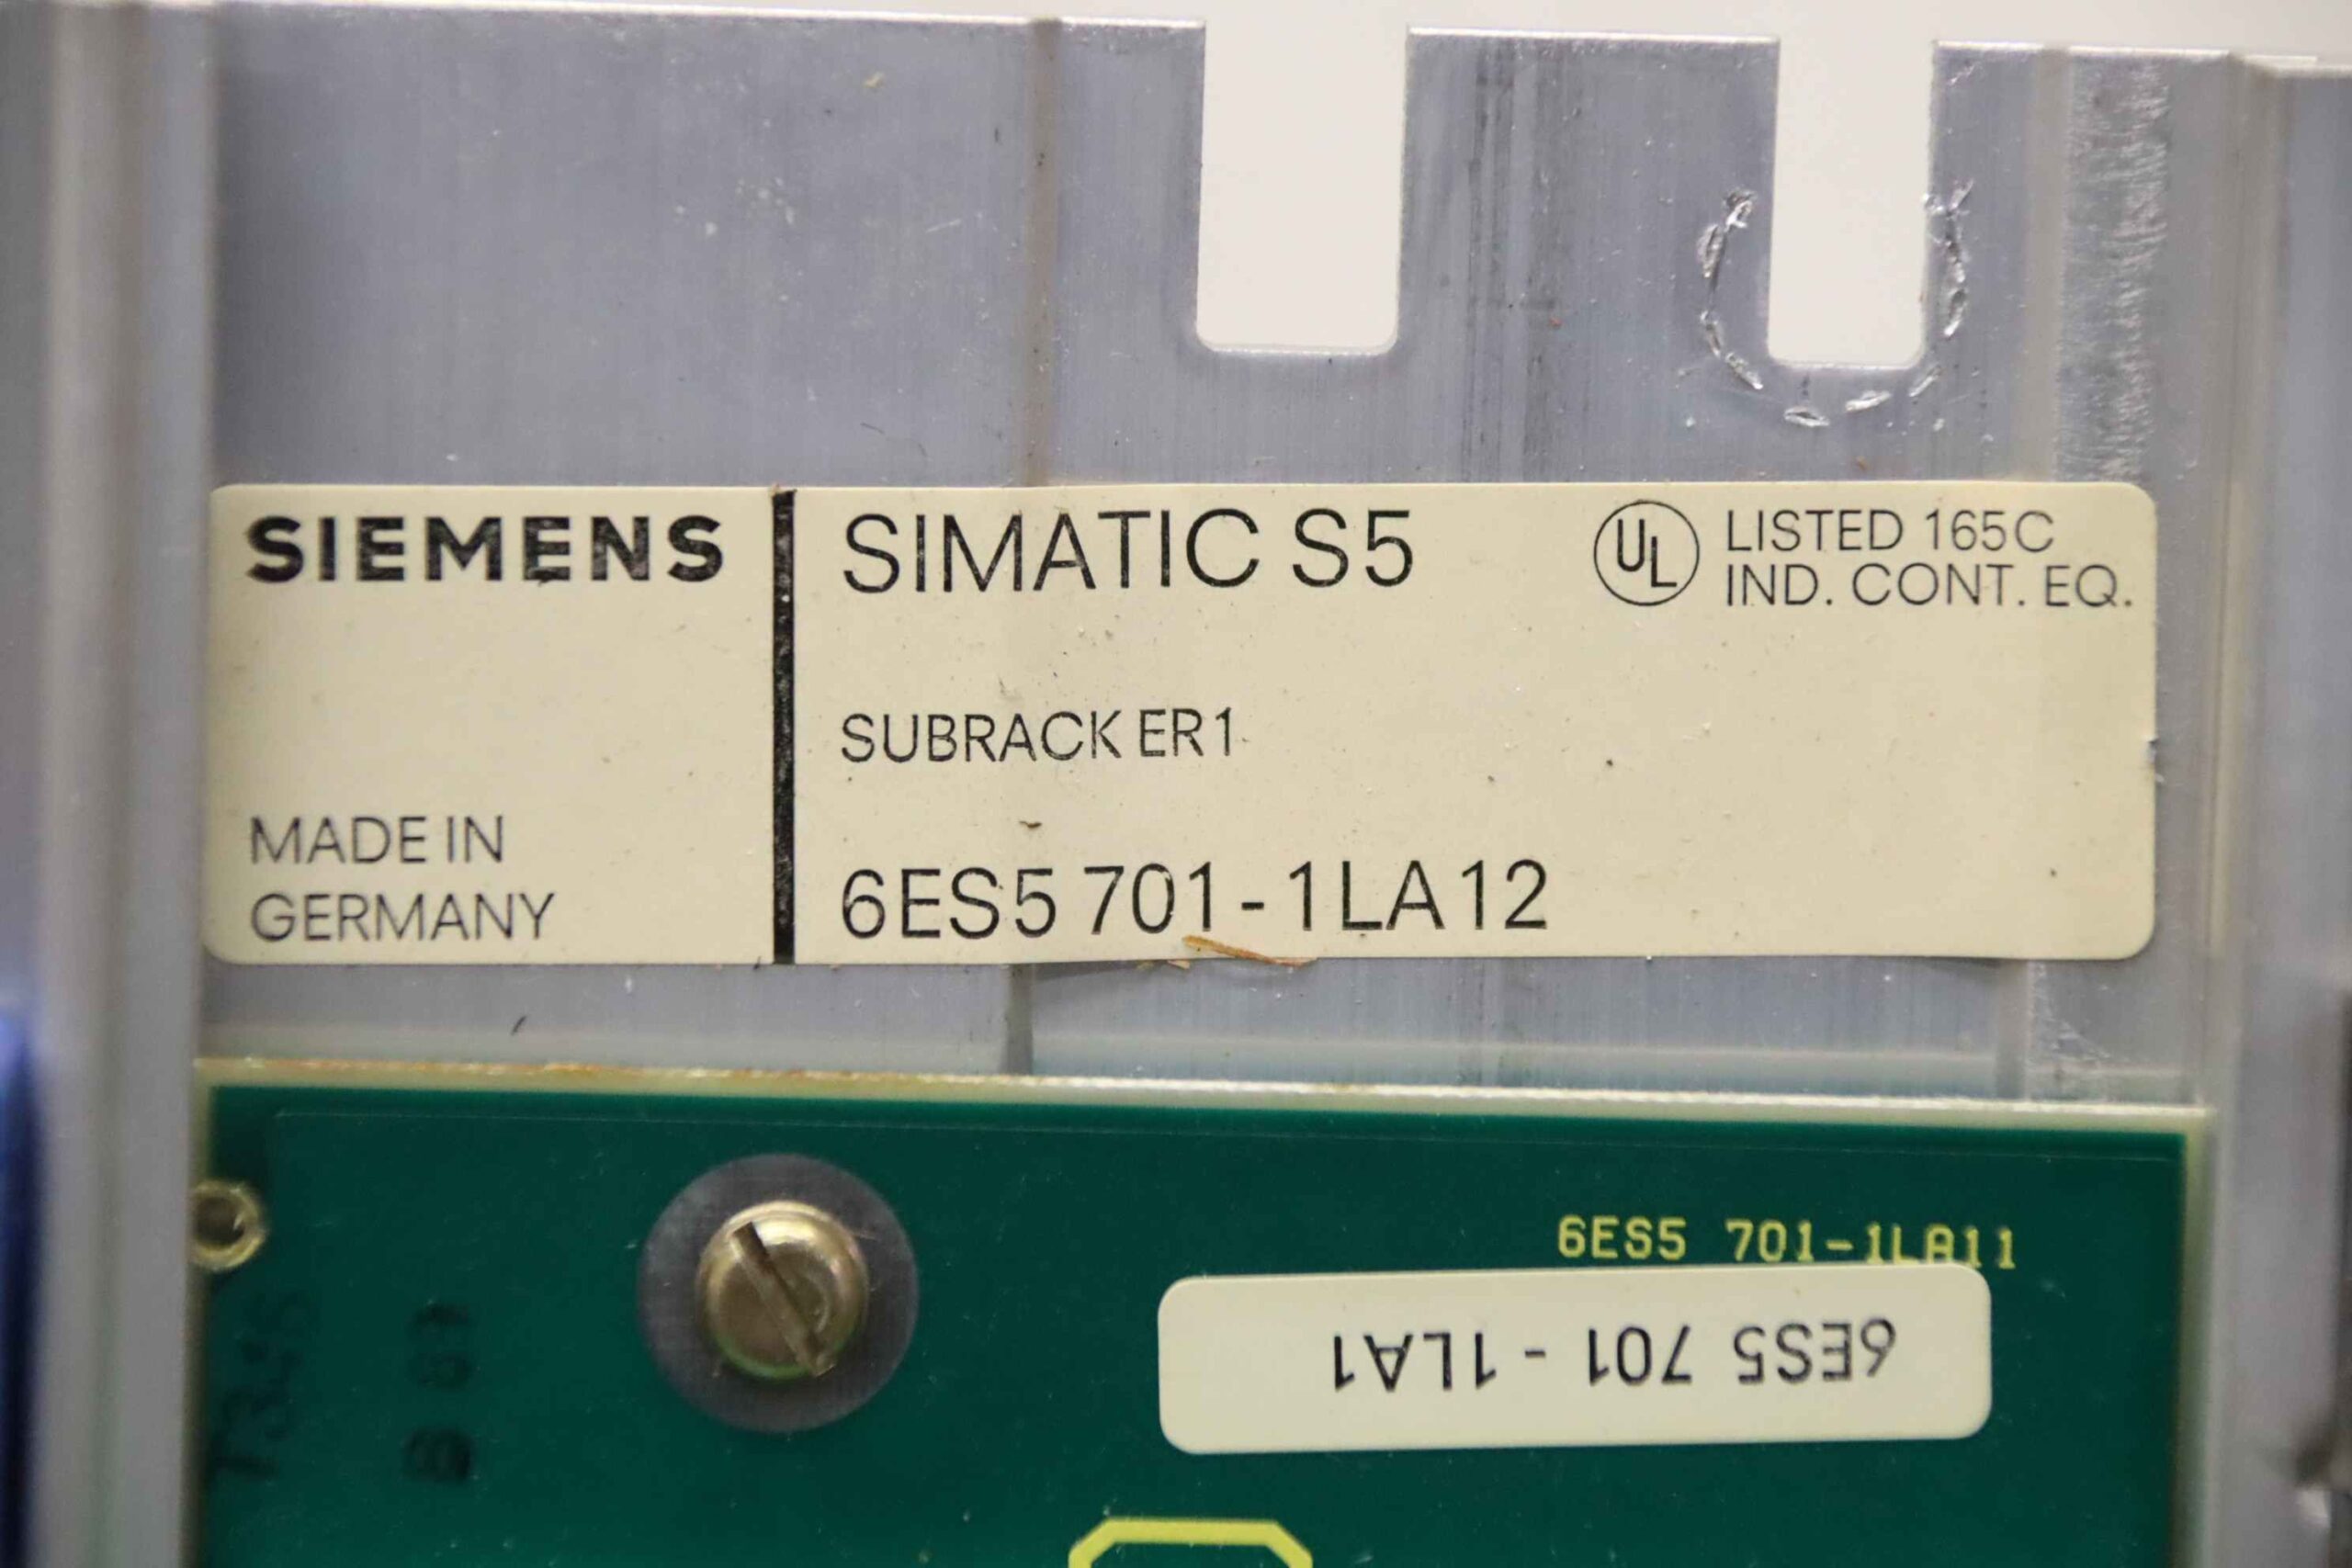 SIEMENS
MADE IN
GERMANY
SIMATIC S5
SUBRACK ER1
6ES5 701-1LA12
UL LISTED 165C
IND. CONT. EQ.
6ES5 701-1LA11
6ES5 701 - 1LA1